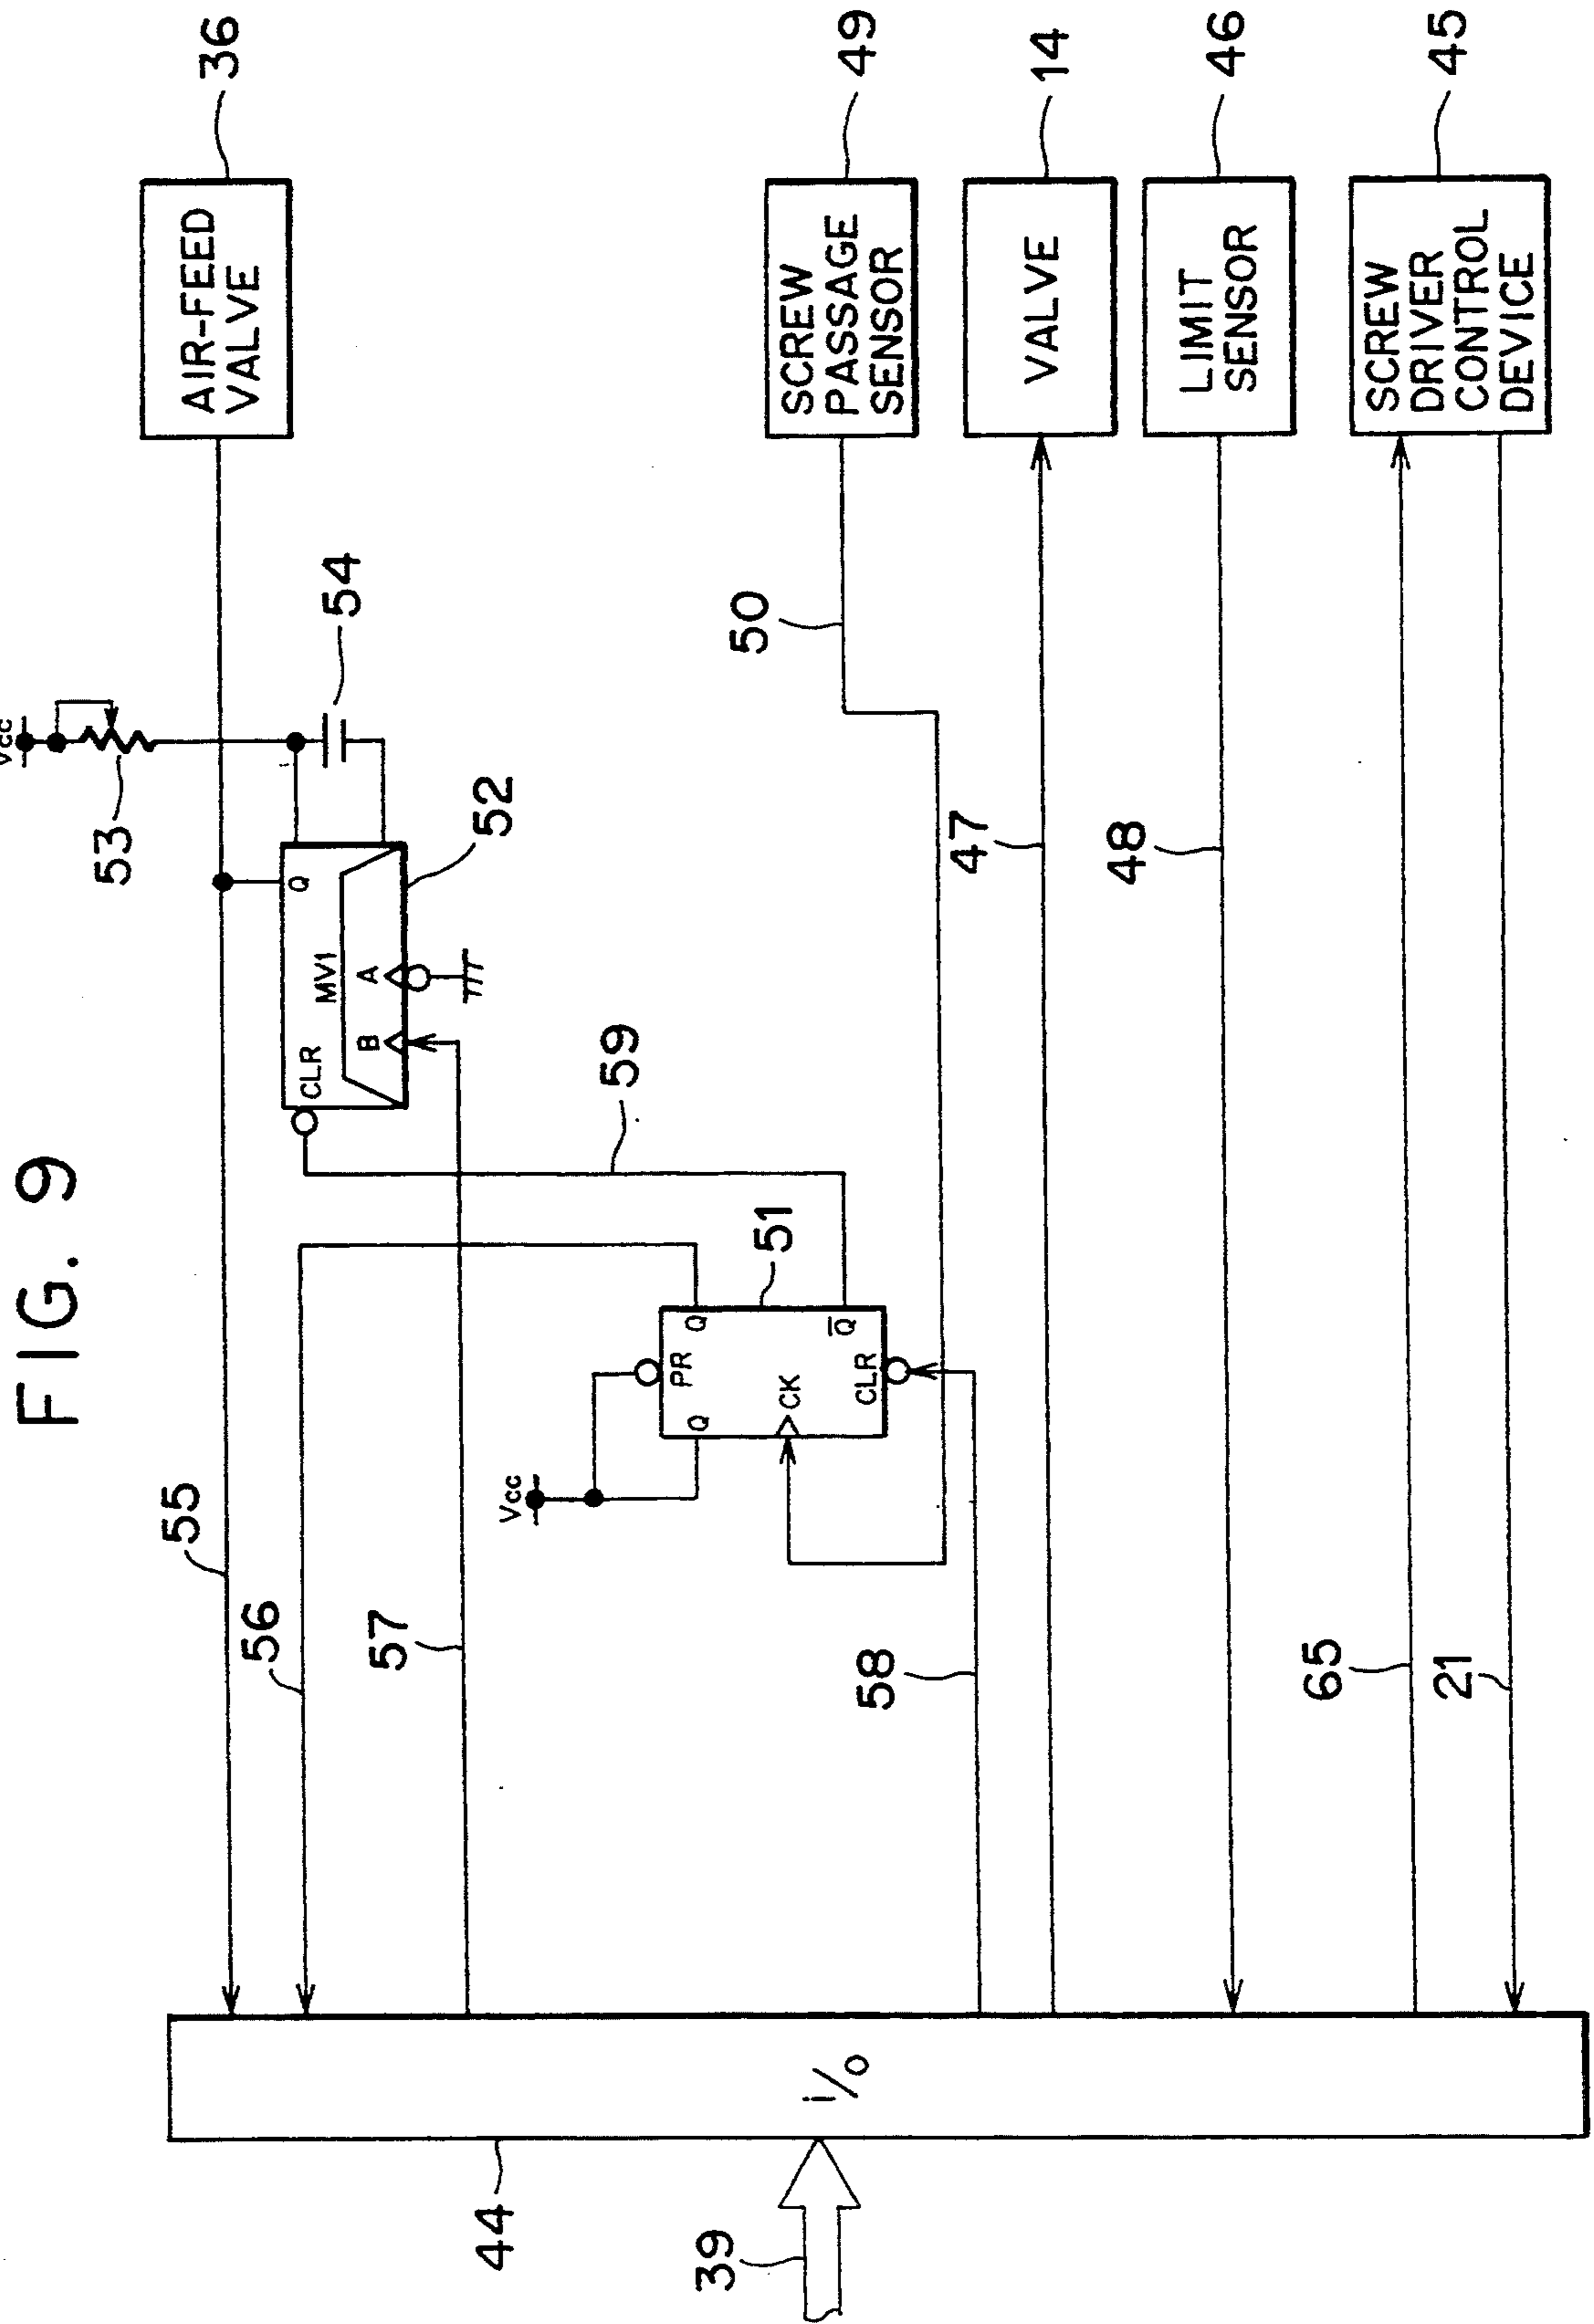 FIG. 9
36
AIR-FEED
VALVE
Vcc
53
54
52
Q
MV1
CLR
B
A
55
56
57
59
51
Vcc
Q
PR
Q
CK
CLR
Q̅
58
50
49
SCREW
PASSAGE
SENSOR
47
14
VALVE
48
46
LIMIT
SENSOR
65
21
45
SCREW
DRIVER
CONTROL
DEVICE
i/o
44
39